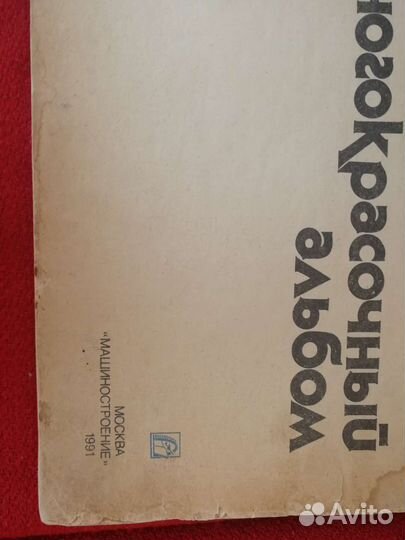 ногокрасочный
альбом
МОСКВА
«МАШИНОСТРОЕНИЕ»
1991
Avito